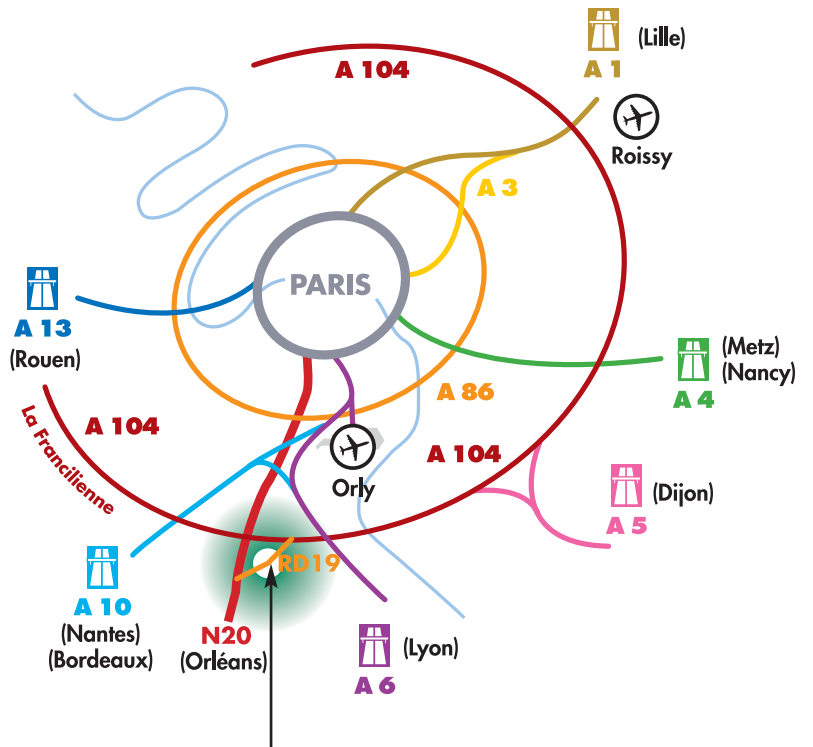 (Lille)
A 104
A 1
Roissy
A 3
PARIS
A 13
(Rouen)
(Metz)
(Nancy)
A 86
A 4
La Francilienne
A 104
A 104
Orly
(Dijon)
A 5
RD19
A 10
(Nantes)
(Bordeaux)
N20
(Orléans)
(Lyon)
A 6